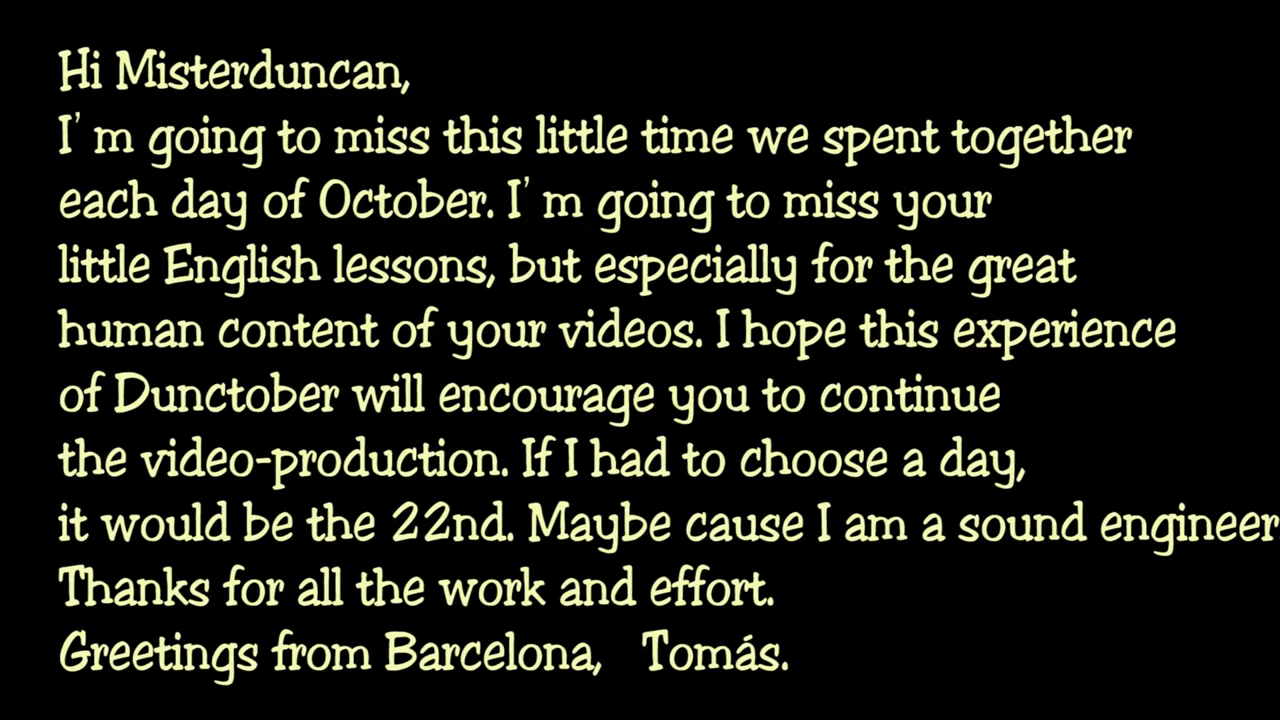 Hi Misterduncan,
I'm going to miss this little time we spent together
each day of October. I'm going to miss your
little English lessons, but especially for the great
human content of your videos. I hope this experience
of Dunctober will encourage you to continue
the video-production. If I had to choose a day,
it would be the 22nd. Maybe cause I am a sound engineer
Thanks for all the work and effort.
Greetings from Barcelona, Tomás.